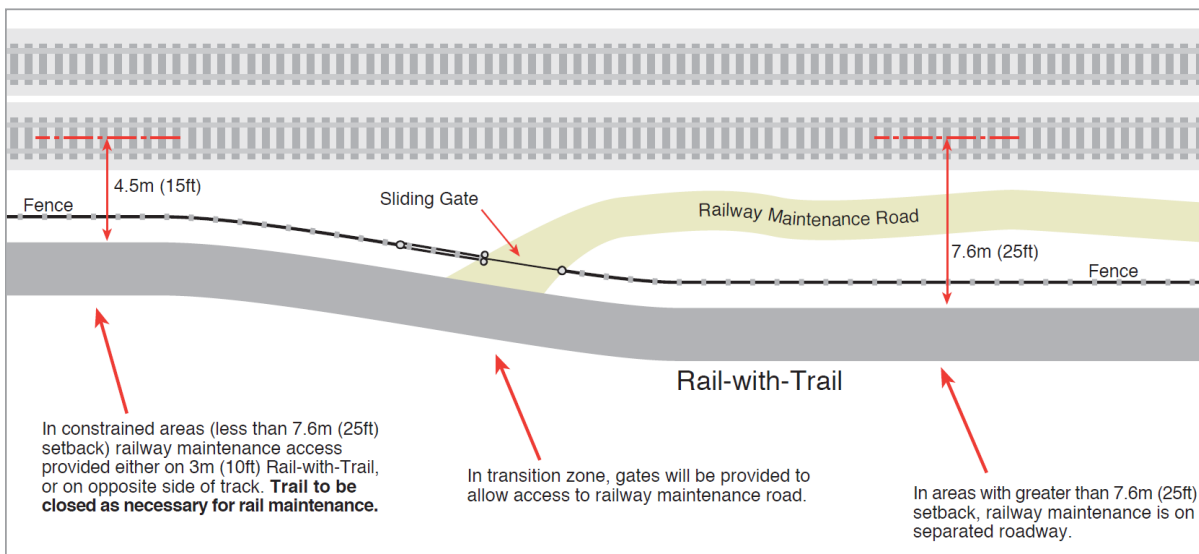 4.5m (15ft)
Fence
Sliding Gate
Railway Maintenance Road
7.6m (25ft)
Fence
Rail-with-Trail
In constrained areas (less than 7.6m (25ft)
setback) railway maintenance access
provided either on 3m (10ft) Rail-with-Trail,
or on opposite side of track. Trail to be
closed as necessary for rail maintenance.
In transition zone, gates will be provided to
allow access to railway maintenance road.
In areas with greater than 7.6m (25ft)
setback, railway maintenance is on
separated roadway.